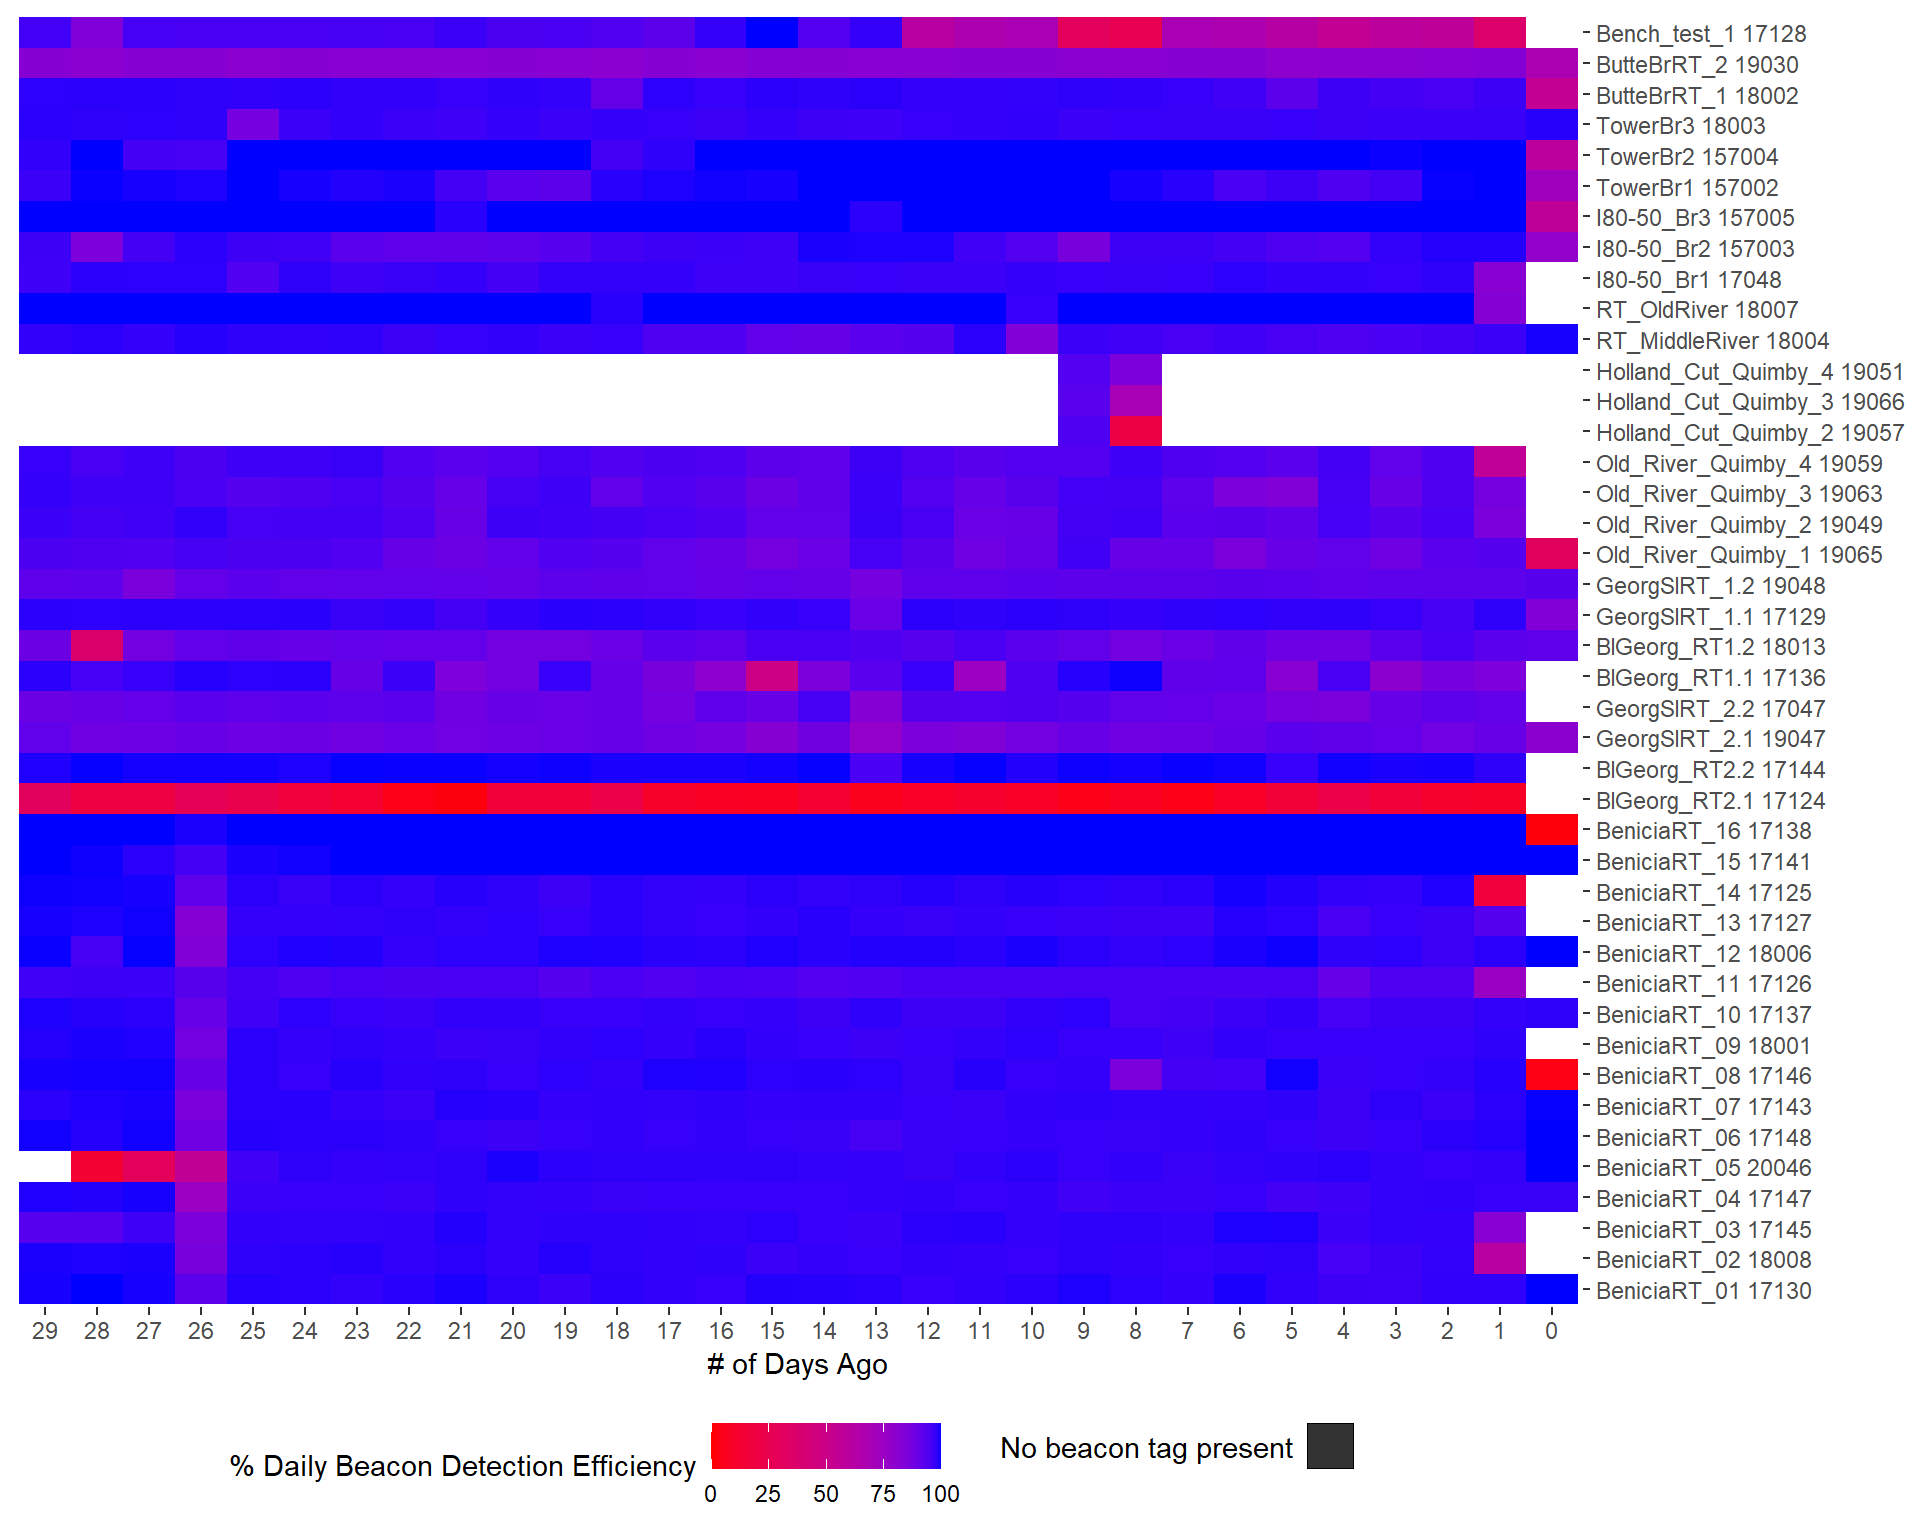 Bench_test_1 17128
ButteBrRT_2 19030
ButteBrRT_1 18002
TowerBr3 18003
TowerBr2 157004
TowerBr1 157002
I80-50_Br3 157005
I80-50_Br2 157003
I80-50_Br1 17048
RT_OldRiver 18007
RT_MiddleRiver 18004
Holland_Cut_Quimby_4 19051
Holland_Cut_Quimby_3 19066
Holland_Cut_Quimby_2 19057
Old_River_Quimby_4 19059
Old_River_Quimby_3 19063
Old_River_Quimby_2 19049
Old_River_Quimby_1 19065
GeorgSlRT_1.2 19048
GeorgSlRT_1.1 17129
BlGeorg_RT1.2 18013
BlGeorg_RT1.1 17136
GeorgSlRT_2.2 17047
GeorgSlRT_2.1 19047
BlGeorg_RT2.2 17144
BlGeorg_RT2.1 17124
BeniciaRT_16 17138
BeniciaRT_15 17141
BeniciaRT_14 17125
BeniciaRT_13 17127
BeniciaRT_12 18006
BeniciaRT_11 17126
BeniciaRT_10 17137
BeniciaRT_09 18001
BeniciaRT_08 17146
BeniciaRT_07 17143
BeniciaRT_06 17148
BeniciaRT_05 20046
BeniciaRT_04 17147
BeniciaRT_03 17145
BeniciaRT_02 18008
BeniciaRT_01 17130
29 28 27 26 25 24 23 22 21 20 19 18 17 16 15 14 13 12 11 10 9 8 7 6 5 4 3 2 1 0
# of Days Ago
% Daily Beacon Detection Efficiency
0 25 50 75 100
No beacon tag present